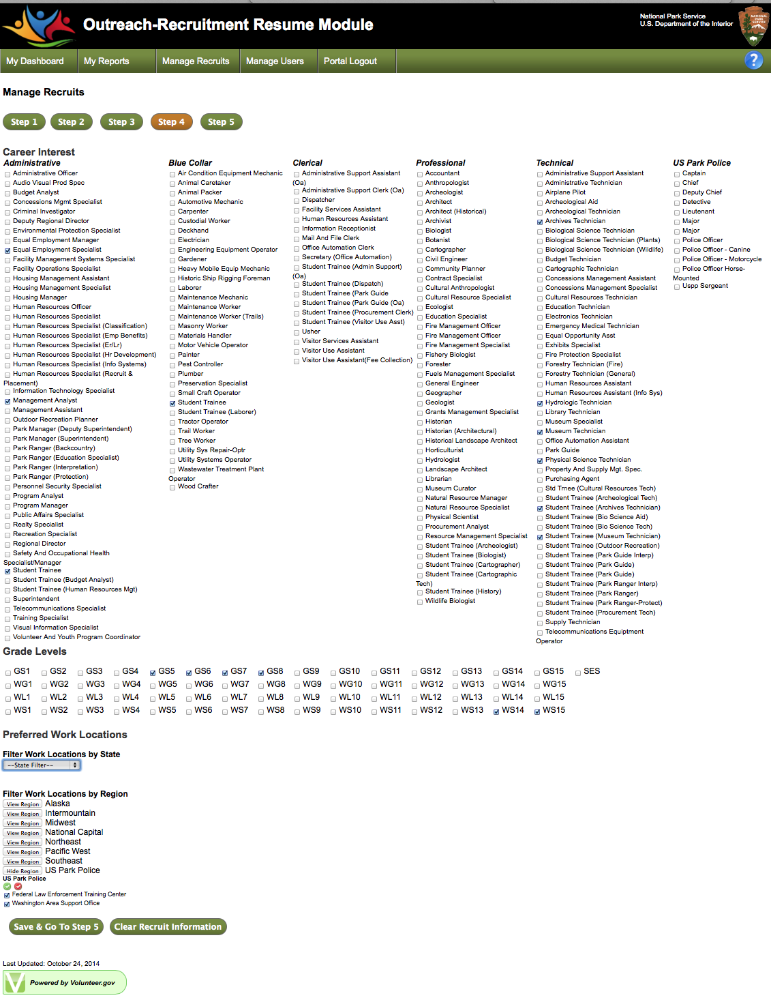 Outreach-Recruitment Resume Module
National Park Service
U.S. Department of the Interior
NATIONAL
PARK
SERVICE
My Dashboard
My Reports
Manage Recruits
Manage Users
Portal Logout
?
Manage Recruits
Step 1
Step 2
Step 3
Step 4
Step 5
Career Interest
Administrative
Administrative Officer
Audio Visual Prod Spec
Budget Analyst
Concessions Mgmt Specialist
Criminal Investigator
Deputy Regional Director
Environmental Protection Specialist
Equal Employment Manager
Equal Employment Specialist
Facility Management Systems Specialist
Facility Operations Specialist
Housing Management Assistant
Housing Management Specialist
Housing Manager
Human Resources Officer
Human Resources Specialist
Human Resources Specialist (Classification)
Human Resources Specialist (Emp Benefits)
Human Resources Specialist (Er/Lr)
Human Resources Specialist (Hr Development)
Human Resources Specialist (Info Systems)
Human Resources Specialist (Recruit &
Placement)
Information Technology Specialist
Management Analyst
Management Assistant
Outdoor Recreation Planner
Park Manager (Deputy Superintendent)
Park Manager (Superintendent)
Park Ranger (Backcountry)
Park Ranger (Education Specialist)
Park Ranger (Interpretation)
Park Ranger (Protection)
Personnel Security Specialist
Program Analyst
Program Manager
Public Affairs Specialist
Realty Specialist
Recreation Specialist
Regional Director
Safety And Occupational Health
Specialist/Manager
Student Trainee
Student Trainee (Budget Analyst)
Student Trainee (Human Resources Mgt)
Superintendent
Telecommunications Specialist
Training Specialist
Visual Information Specialist
Volunteer And Youth Program Coordinator
Blue Collar
Air Condition Equipment Mechanic
Animal Caretaker
Animal Packer
Automotive Mechanic
Carpenter
Custodial Worker
Deckhand
Electrician
Engineering Equipment Operator
Gardener
Heavy Mobile Equip Mechanic
Historic Ship Rigging Foreman
Laborer
Maintenance Mechanic
Maintenance Worker
Maintenance Worker (Trails)
Masonry Worker
Materials Handler
Motor Vehicle Operator
Painter
Pest Controller
Plumber
Preservation Specialist
Small Craft Operator
Student Trainee
Student Trainee (Laborer)
Tractor Operator
Trail Worker
Tree Worker
Utility Sys Repair-Optr
Utility Systems Operator
Wastewater Treatment Plant
Operator
Wood Crafter
Clerical
Administrative Support Assistant
(Oa)
Administrative Support Clerk (Oa)
Dispatcher
Facility Services Assistant
Human Resources Assistant
Information Receptionist
Mail And File Clerk
Office Automation Clerk
Secretary (Office Automation)
Student Trainee (Admin Support)
(Oa)
Student Trainee (Dispatch)
Student Trainee (Park Guide
Student Trainee (Park Guide (Oa)
Student Trainee (Procurement Clerk)
Student Trainee (Visitor Use Asst)
Usher
Visitor Services Assistant
Visitor Use Assistant
Visitor Use Assistant(Fee Collection)
Professional
Accountant
Anthropologist
Archeologist
Architect
Architect (Historical)
Archivist
Biologist
Botanist
Cartographer
Civil Engineer
Community Planner
Contract Specialist
Cultural Anthropologist
Cultural Resource Specialist
Ecologist
Education Specialist
Fire Management Officer
Fire Management Officer
Fire Management Specialist
Fishery Biologist
Forester
Fuels Management Specialist
General Engineer
Geographer
Geologist
Grants Management Specialist
Historian
Historian (Architectural)
Historical Landscape Architect
Horticulturist
Hydrologist
Landscape Architect
Librarian
Museum Curator
Natural Resource Manager
Natural Resource Specialist
Physical Scientist
Procurement Analyst
Resource Management Specialist
Student Trainee (Archeologist)
Student Trainee (Biologist)
Student Trainee (Cartographer)
Student Trainee (Cartographic
Tech)
Student Trainee (History)
Wildlife Biologist
Technical
Administrative Support Assistant
Administrative Technician
Airplane Pilot
Archeological Aid
Archeological Technician
Archives Technician
Biological Science Technician
Biological Science Technician (Plants)
Biological Science Technician (Wildlife)
Budget Technician
Cartographic Technician
Concessions Management Assistant
Concessions Management Specialist
Cultural Resources Technician
Education Technician
Electronics Technician
Emergency Medical Technician
Equal Opportunity Asst
Exhibits Specialist
Fire Protection Specialist
Forestry Technician (Fire)
Forestry Technician (General)
Human Resources Assistant
Human Resources Assistant (Info Sys)
Hydrologic Technician
Library Technician
Museum Specialist
Museum Technician
Office Automation Assistant
Park Guide
Physical Science Technician
Property And Supply Mgt. Spec.
Purchasing Agent
Std Trnee (Cultural Resources Tech)
Student Trainee (Archeological Tech)
Student Trainee (Archives Technician)
Student Trainee (Bio Science Aid)
Student Trainee (Bio Science Tech)
Student Trainee (Museum Technician)
Student Trainee (Outdoor Recreation)
Student Trainee (Park Guide Interp)
Student Trainee (Park Guide)
Student Trainee (Park Guide)
Student Trainee (Park Ranger Interp)
Student Trainee (Park Ranger)
Student Trainee (Park Ranger-Protect)
Student Trainee (Procurement Tech)
Supply Technician
Telecommunications Equiptment
Operator
US Park Police
Captain
Chief
Deputy Chief
Detective
Lieutenant
Major
Major
Police Officer
Police Officer - Canine
Police Officer - Motorcycle
Police Officer Horse-
Mounted
Uspp Sergeant
Grade Levels
GS1 GS2 GS3 GS4 GS5 GS6 GS7 GS8 GS9 GS10 GS11 GS12 GS13 GS14 GS15 SES
WG1 WG2 WG3 WG4 WG5 WG6 WG7 WG8 WG9 WG10 WG11 WG12 WG13 WG14 WG15
WL1 WL2 WL3 WL4 WL5 WL6 WL7 WL8 WL9 WL10 WL11 WL12 WL13 WL14 WL15
WS1 WS2 WS3 WS4 WS5 WS6 WS7 WS8 WS9 WS10 WS11 WS12 WS13 WS14 WS15
Preferred Work Locations
Filter Work Locations by State
--State Filter--
Filter Work Locations by Region
View Region Alaska
View Region Intermountain
View Region Midwest
View Region National Capital
View Region Northeast
View Region Pacific West
View Region Southeast
Hide Region US Park Police
US Park Police
Federal Law Enforcement Training Center
Washington Area Support Office
Save & Go To Step 5
Clear Recruit Information
Last Updated: October 24, 2014
V Powered by Volunteer.gov